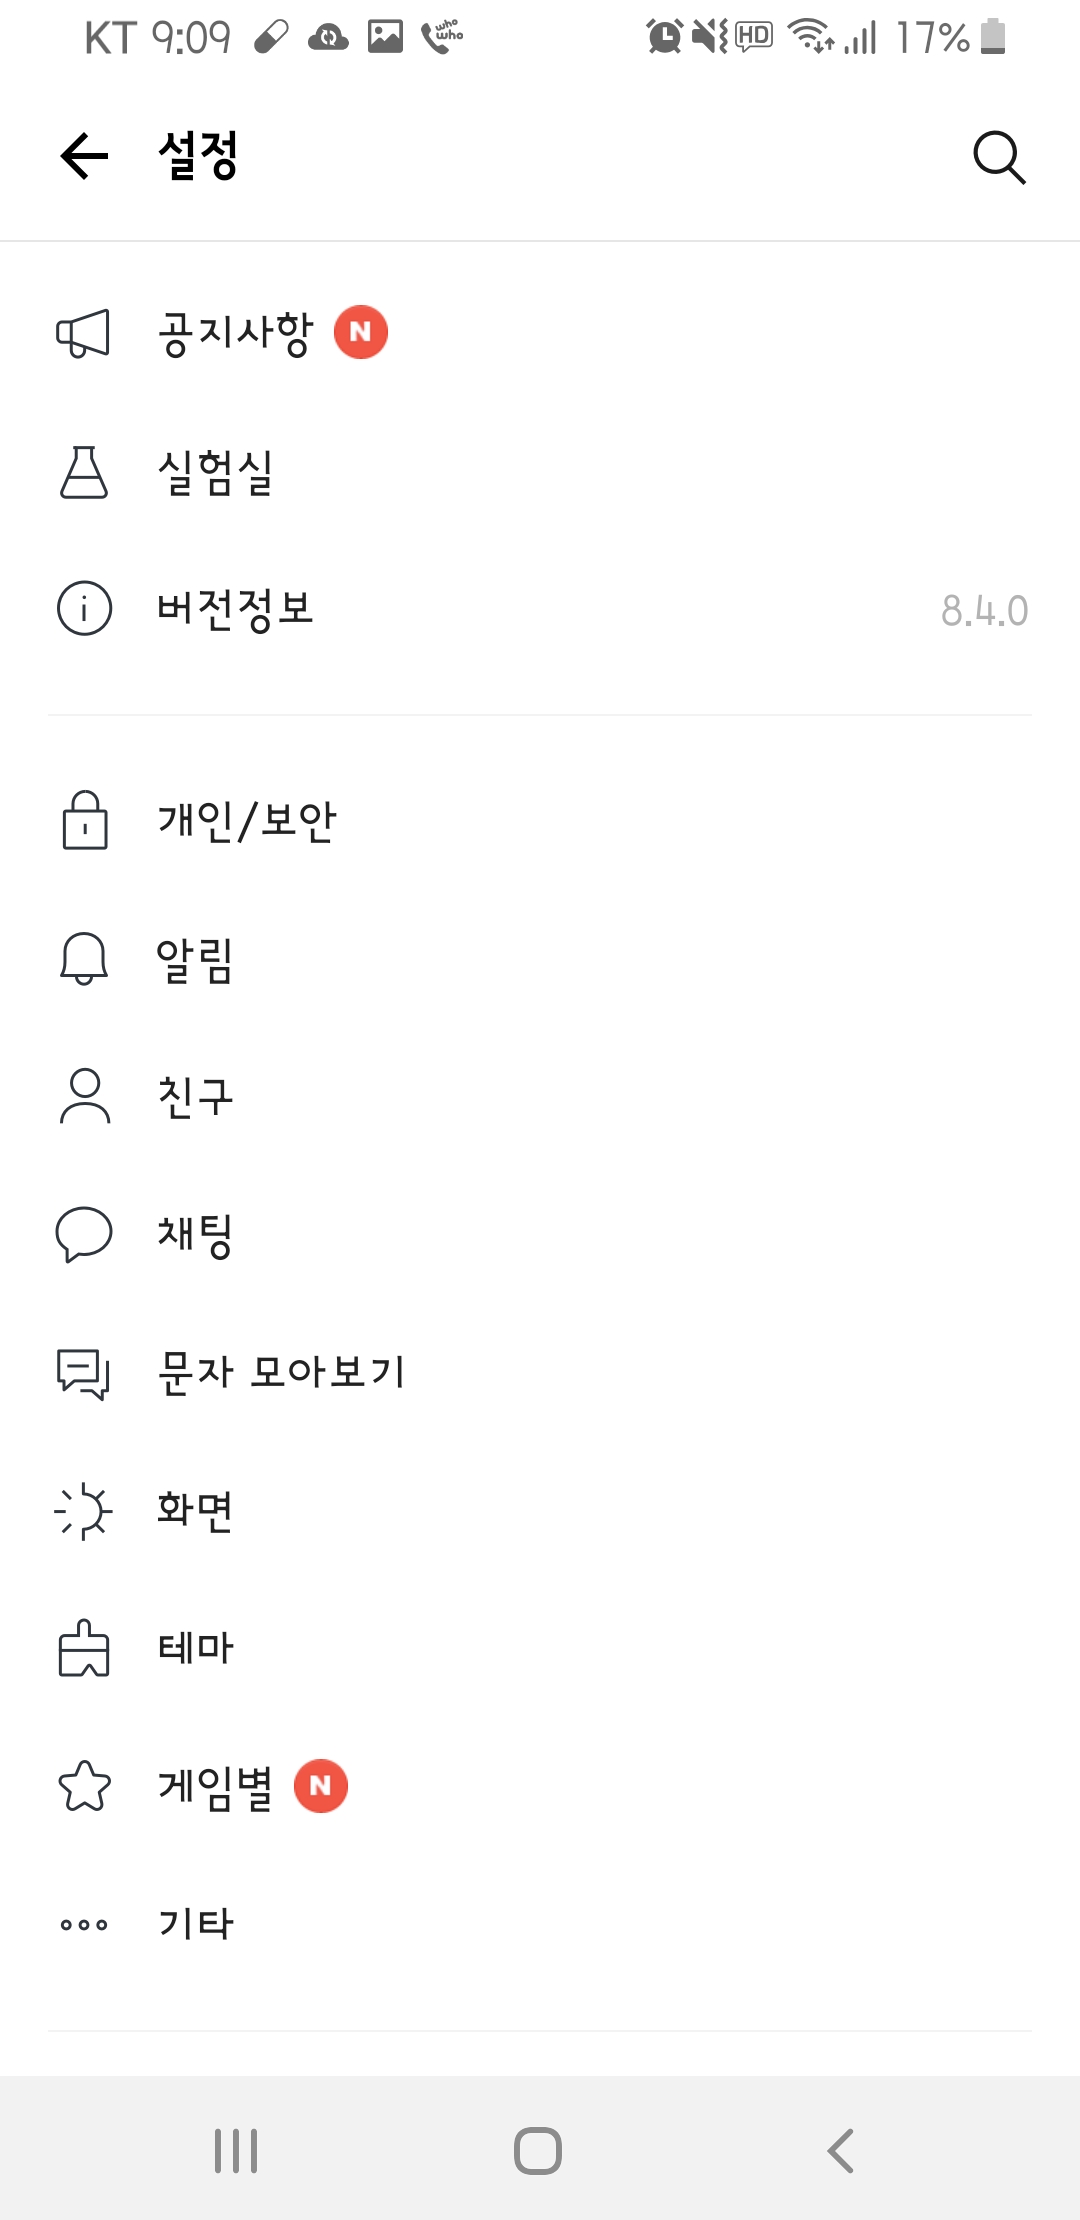 KT 9:09 who who HD 17%
설정
공지사항 N
실험실
버전정보 8.4.0
개인/보안
알림
친구
채팅
문자 모아보기
화면
테마
게임별 N
기타